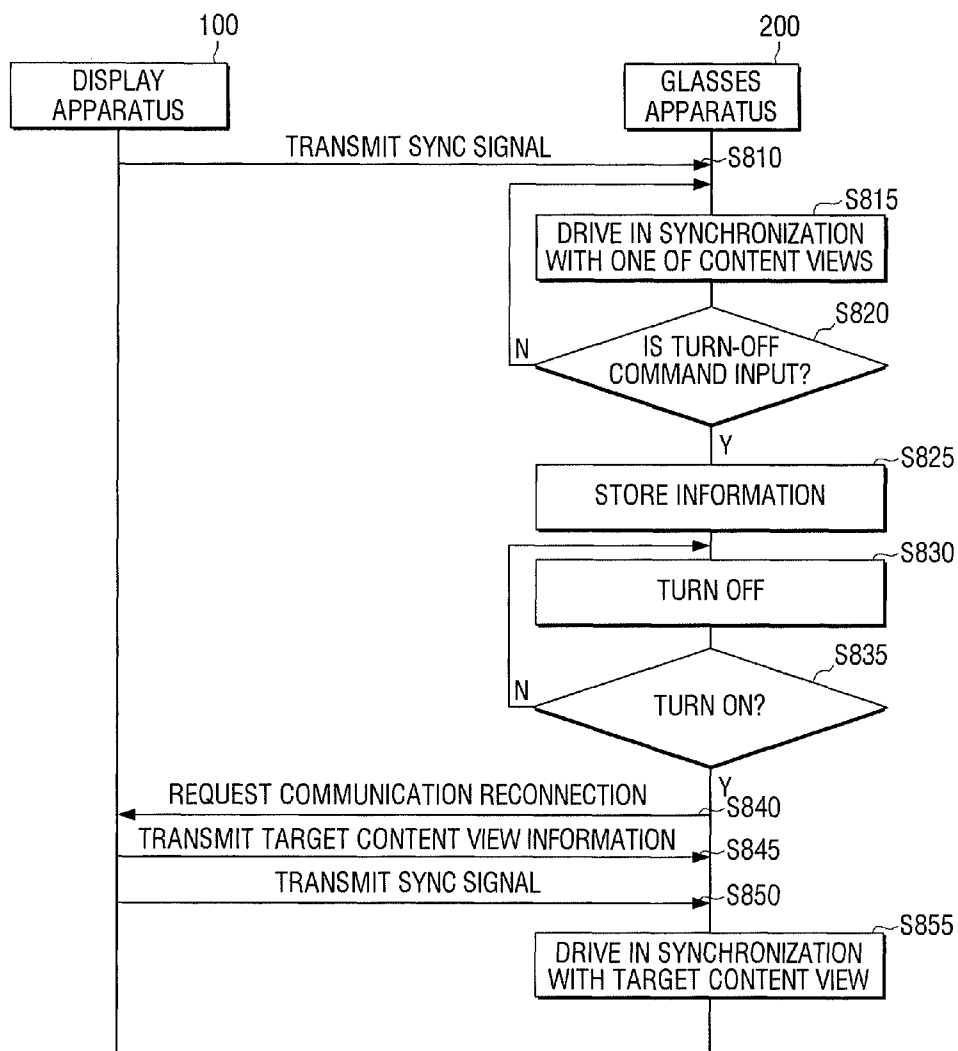 100
200
DISPLAY
APPARATUS
GLASSES
APPARATUS
TRANSMIT SYNC SIGNAL
S810
S815
DRIVE IN SYNCHRONIZATION
WITH ONE OF CONTENT VIEWS
S820
IS TURN-OFF
COMMAND INPUT?
N
Y
S825
STORE INFORMATION
S830
TURN OFF
S835
TURN ON?
N
Y
REQUEST COMMUNICATION RECONNECTION
S840
TRANSMIT TARGET CONTENT VIEW INFORMATION
S845
TRANSMIT SYNC SIGNAL
S850
S855
DRIVE IN SYNCHRONIZATION
WITH TARGET CONTENT VIEW